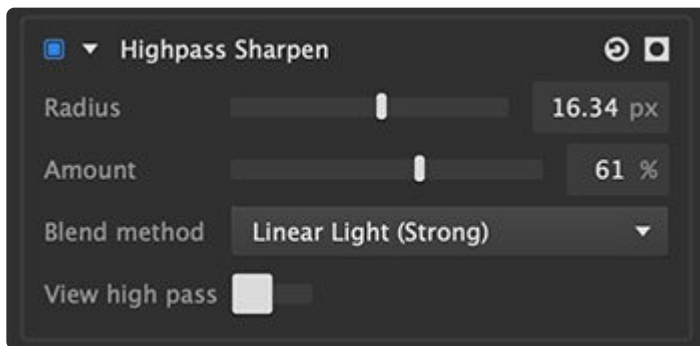 Highpass Sharpen
Radius 16.34 px
Amount 61 %
Blend method Linear Light (Strong)
View high pass